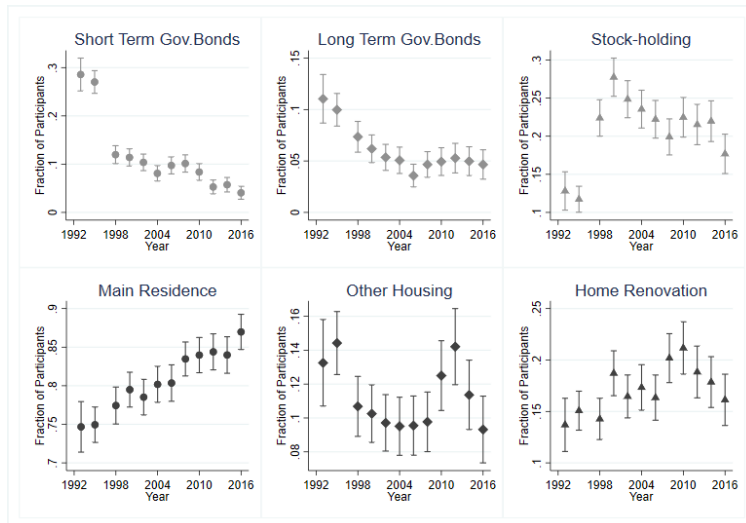 Short Term Gov.Bonds
Fraction of Participants
.3
.2
.1
0
1992 1998 2004 2010 2016
Year
Long Term Gov.Bonds
Fraction of Participants
.15
.1
.05
0
1992 1998 2004 2010 2016
Year
Stock-holding
Fraction of Participants
.3
.25
.2
.15
.1
1992 1998 2004 2010 2016
Year
Main Residence
Fraction of Participants
.9
.85
.8
.75
.7
1992 1998 2004 2010 2016
Year
Other Housing
Fraction of Participants
.16
.14
.12
.1
.08
1992 1998 2004 2010 2016
Year
Home Renovation
Fraction of Participants
.25
.2
.15
.1
1992 1998 2004 2010 2016
Year